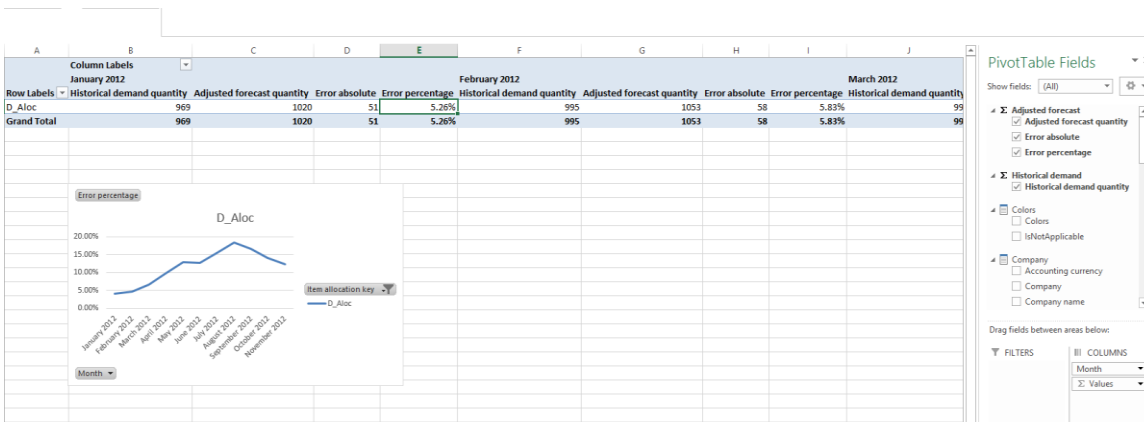 A B C D E F G H I J
Column Labels
January 2012 February 2012 March 2012
Row Labels Historical demand quantity Adjusted forecast quantity Error absolute Error percentage Historical demand quantity Adjusted forecast quantity Error absolute Error percentage Historical demand quantity
D_Aloc 969 1020 51 5.26% 995 1053 58 5.83% 99
Grand Total 969 1020 51 5.26% 995 1053 58 5.83% 99
Error percentage
D_Aloc
20.00%
15.00%
10.00%
5.00%
0.00%
January 2012 February 2012 March 2012 April 2012 May 2012 June 2012 July 2012 August 2012 September 2012 October 2012 November 2012
Item allocation key
D_Aloc
Month
PivotTable Fields
Show fields: (All)
Σ Adjusted forecast
Adjusted forecast quantity
Error absolute
Error percentage
Σ Historical demand
Historical demand quantity
Colors
Colors
IsNotApplicable
Company
Accounting currency
Company
Company name
Drag fields between areas below:
FILTERS COLUMNS
Month
Σ Values